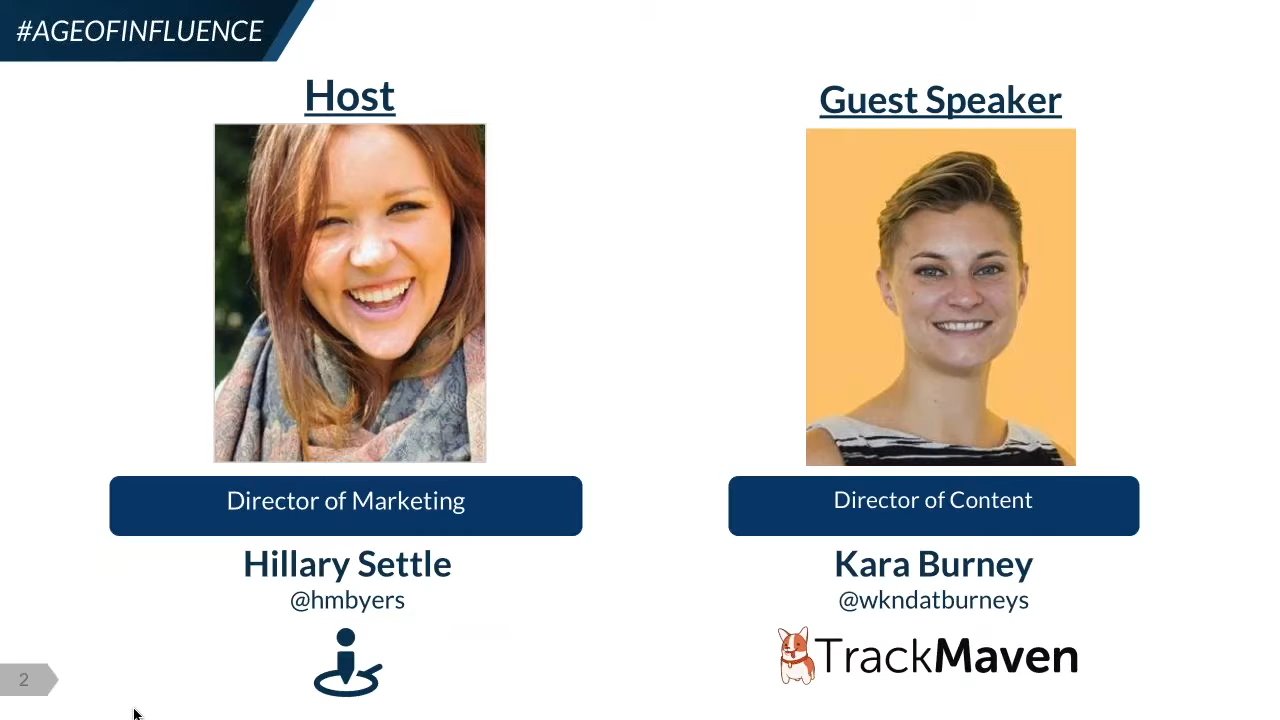 #AGEOFINFLUENCE
Host
Guest Speaker
Director of Marketing
Director of Content
Hillary Settle
Kara Burney
@hmbyers
@wkndatburneys
TrackMaven
2